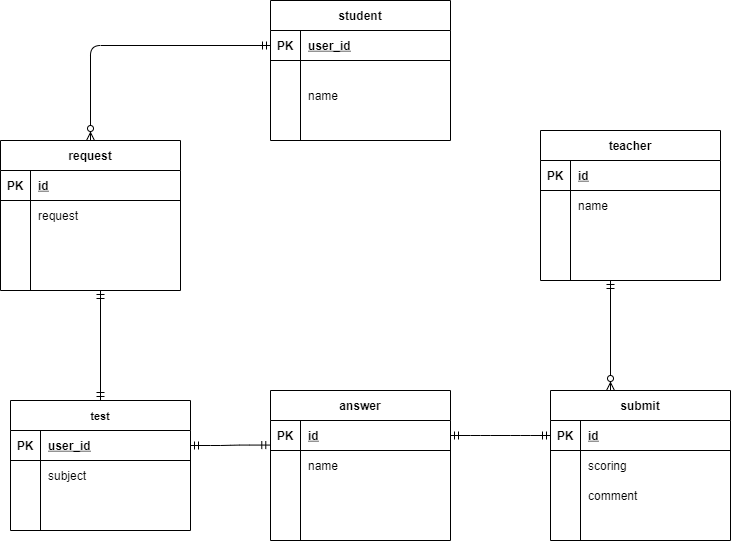 student
PK user_id
name
request
PK id
request
teacher
PK id
name
test
PK user_id
subject
answer
PK id
name
submit
PK id
scoring
comment